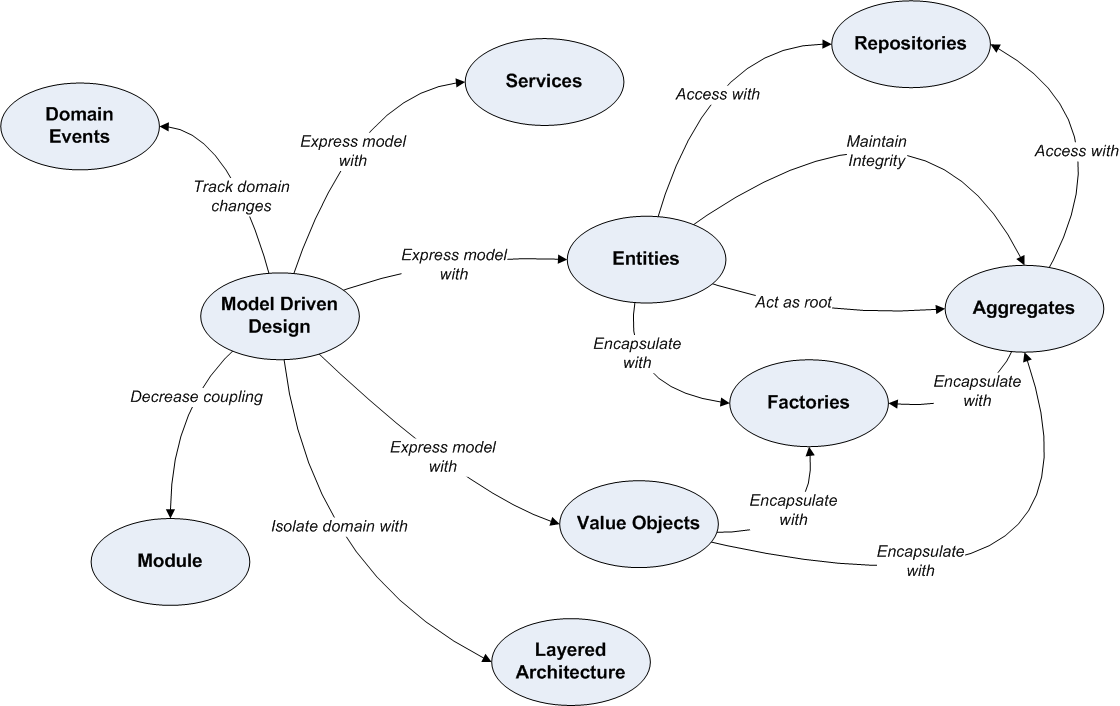 Repositories
Services
Access with
Domain
Events
Express model
with
Maintain
Integrity
Access with
Track domain
changes
Express model
with
Entities
Model Driven
Design
Act as root
Aggregates
Encapsulate
with
Decrease coupling
Encapsulate
with
Factories
Express model
with
Encapsulate
with
Value Objects
Isolate domain with
Encapsulate
with
Module
Layered
Architecture